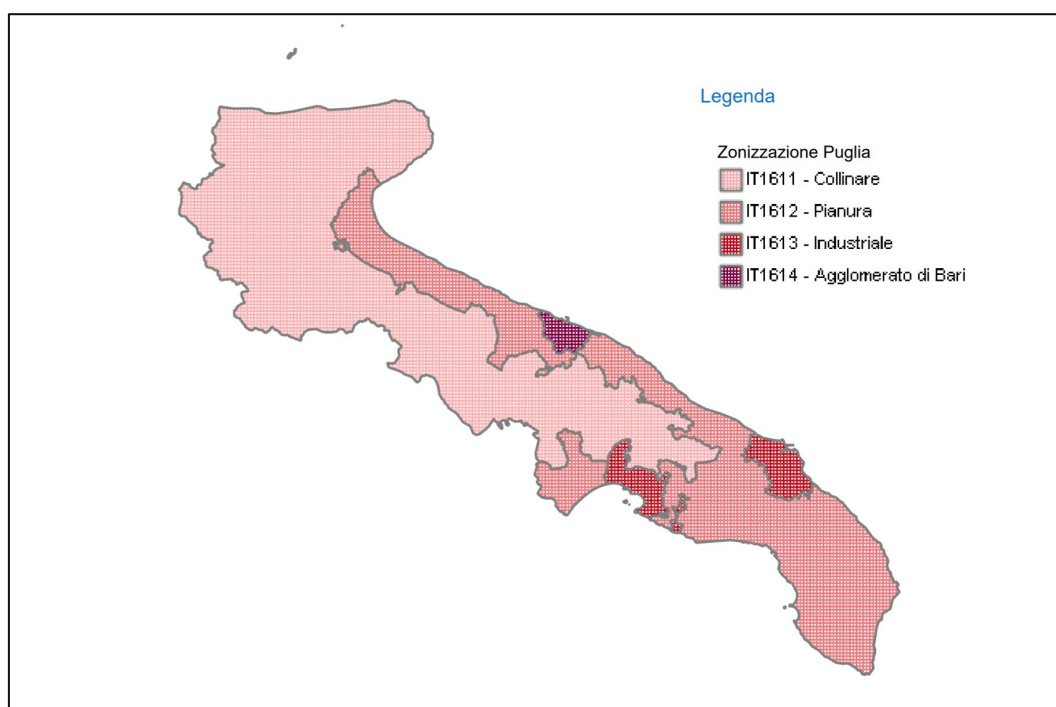 Legenda
Zonizzazione Puglia
IT1611 - Collinare
IT1612 - Pianura
IT1613 - Industriale
IT1614 - Agglomerato di Bari